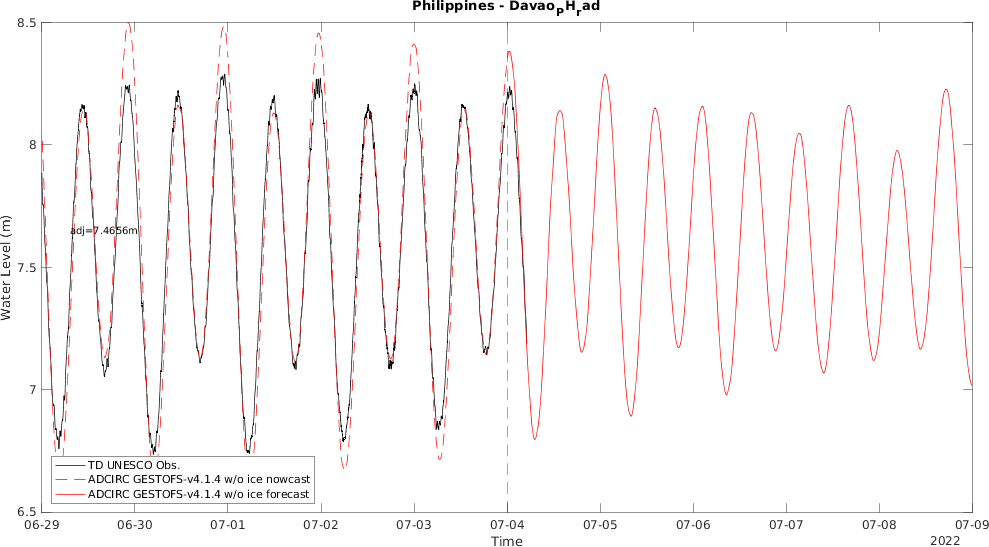 Philippines - Davao_PH_rad
8.5
8
7.5
7
6.5
Water Level (m)
adj=7.4656m
TD UNESCO Obs.
ADCIRC GESTOFS-v4.1.4 w/o ice nowcast
ADCIRC GESTOFS-v4.1.4 w/o ice forecast
06-29 06-30 07-01 07-02 07-03 07-04 07-05 07-06 07-07 07-08 07-09
Time
2022